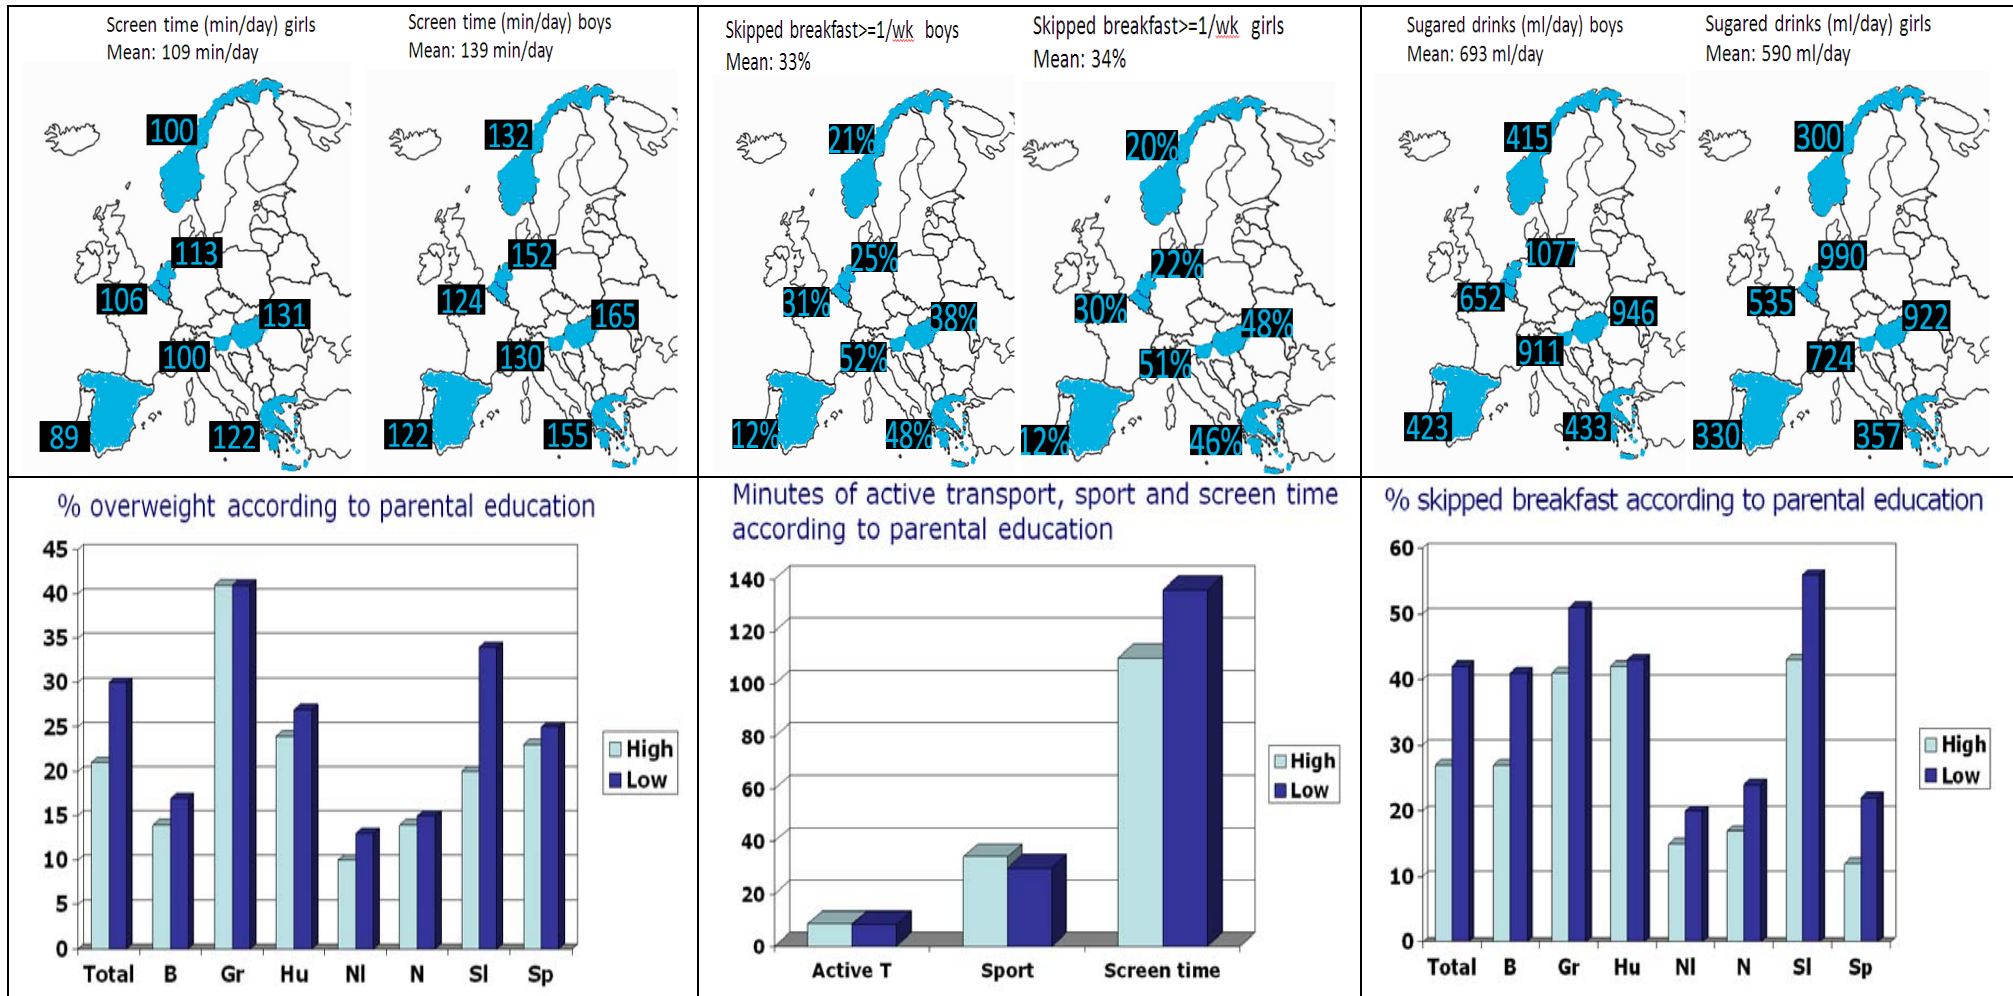 Screen time (min/day) girls
Mean: 109 min/day
100
113
106
131
100
89
122
Screen time (min/day) boys
Mean: 139 min/day
132
152
124
165
130
122
155
Skipped breakfast>=1/wk boys
Mean: 33%
21%
25%
31%
38%
52%
12%
48%
Skipped breakfast>=1/wk girls
Mean: 34%
20%
22%
30%
48%
51%
12%
46%
Sugared drinks (ml/day) boys
Mean: 693 ml/day
415
1077
652
946
911
423
433
Sugared drinks (ml/day) girls
Mean: 590 ml/day
300
990
535
922
724
330
357
% overweight according to parental education
45
40
35
30
25
20
15
10
5
0
Total B Gr Hu Nl N Sl Sp
High
Low
Minutes of active transport, sport and screen time
according to parental education
140
120
100
80
60
40
20
0
Active T Sport Screen time
High
Low
% skipped breakfast according to parental education
60
50
40
30
20
10
0
Total B Gr Hu Nl N Sl Sp
High
Low